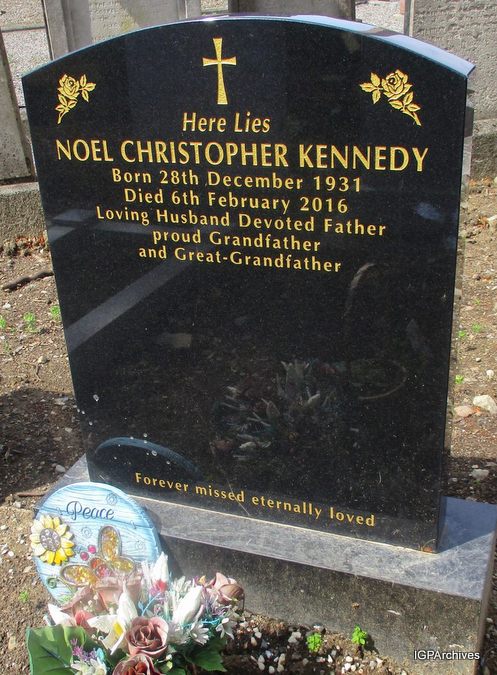 Here Lies
NOEL CHRISTOPHER KENNEDY
Born 28th December 1931
Died 6th February 2016
Loving Husband Devoted Father
proud Grandfather
and Great-Grandfather
Forever missed eternally loved
Peace
IGPArchives